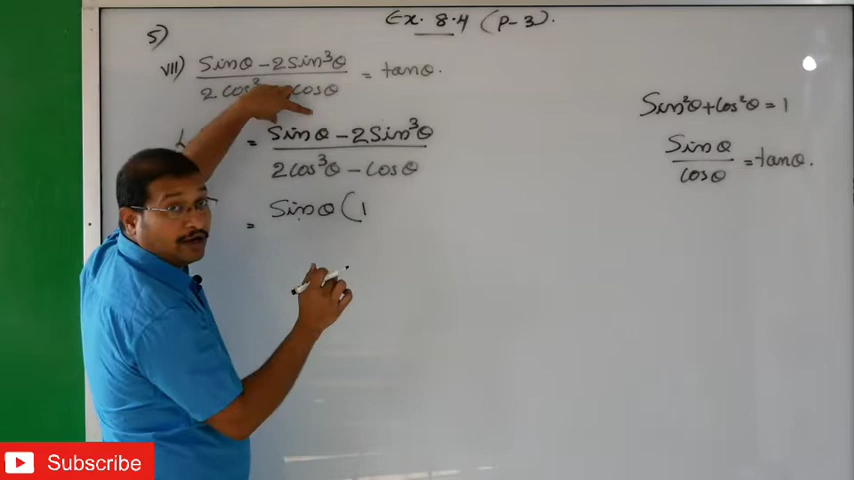 Ex. 8.4 (P-3).
5)
VII) Sinθ - 2Sin³θ / 2cos³ cosθ = tanθ.
= Sinθ - 2Sin³θ / 2cos³θ - cosθ
= Sinθ (1
Sin²θ + cos²θ = 1
Sinθ / cosθ = tanθ.
Subscribe